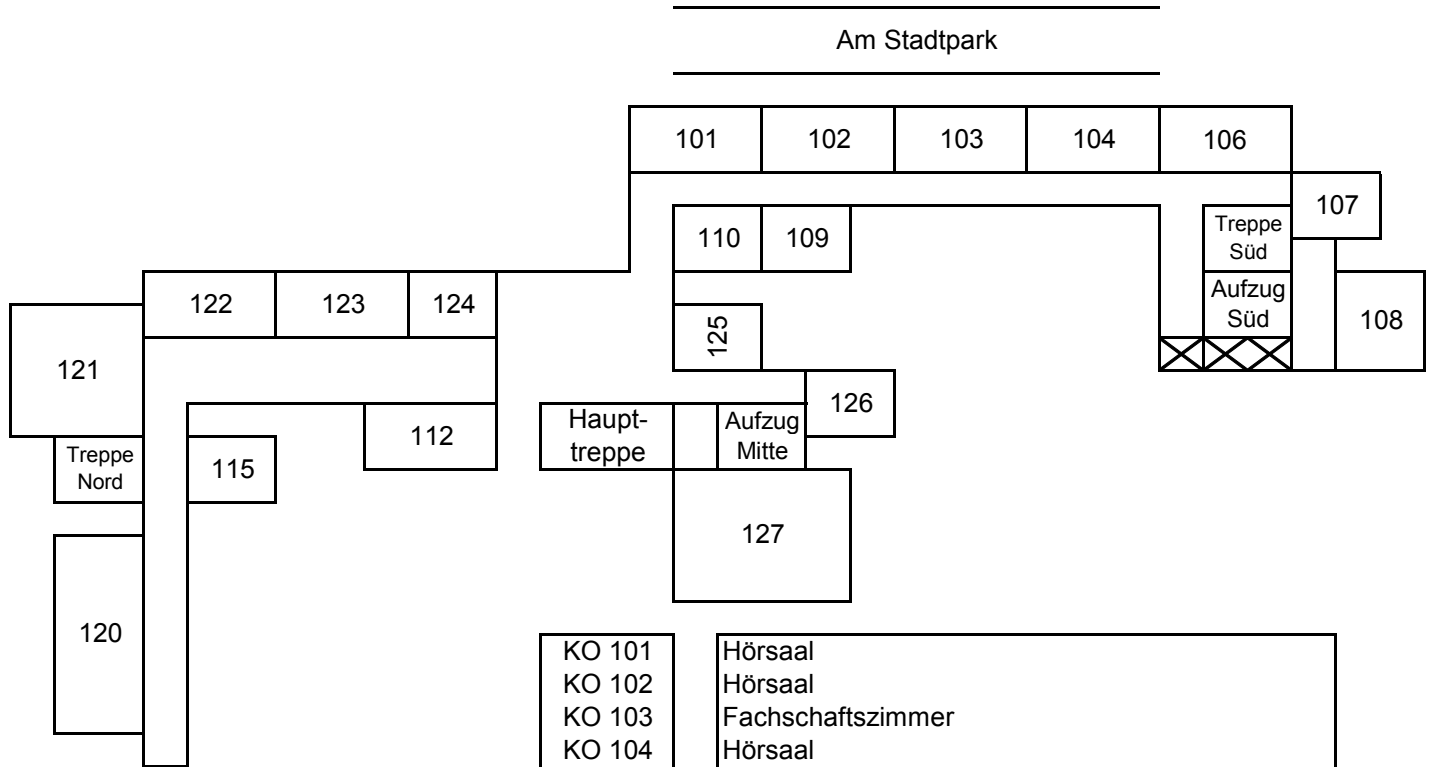 Am Stadtpark
101
102
103
104
106
107
110
109
Treppe
Süd
122
123
124
Aufzug
Süd
108
125
121
126
Haupt-
treppe
Aufzug
Mitte
112
Treppe
Nord
115
127
120
KO 101 Hörsaal
KO 102 Hörsaal
KO 103 Fachschaftszimmer
KO 104 Hörsaal